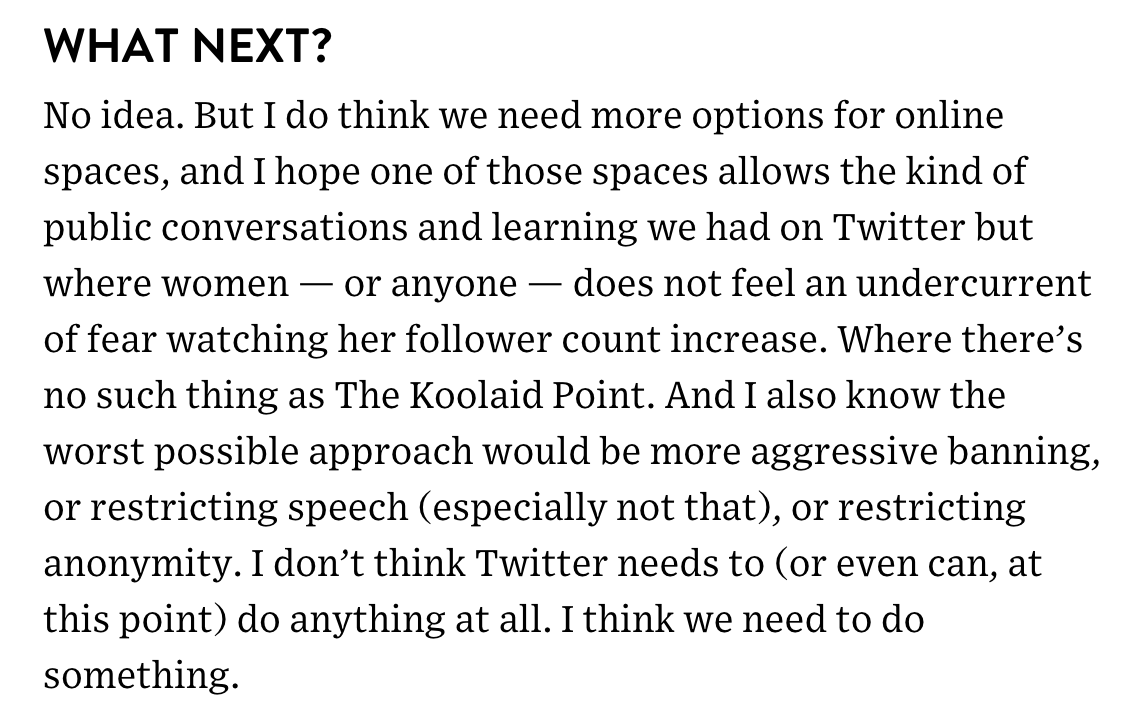 WHAT NEXT?
No idea. But I do think we need more options for online
spaces, and I hope one of those spaces allows the kind of
public conversations and learning we had on Twitter but
where women — or anyone — does not feel an undercurrent
of fear watching her follower count increase. Where there’s
no such thing as The Koolaid Point. And I also know the
worst possible approach would be more aggressive banning,
or restricting speech (especially not that), or restricting
anonymity. I don’t think Twitter needs to (or even can, at
this point) do anything at all. I think we need to do
something.